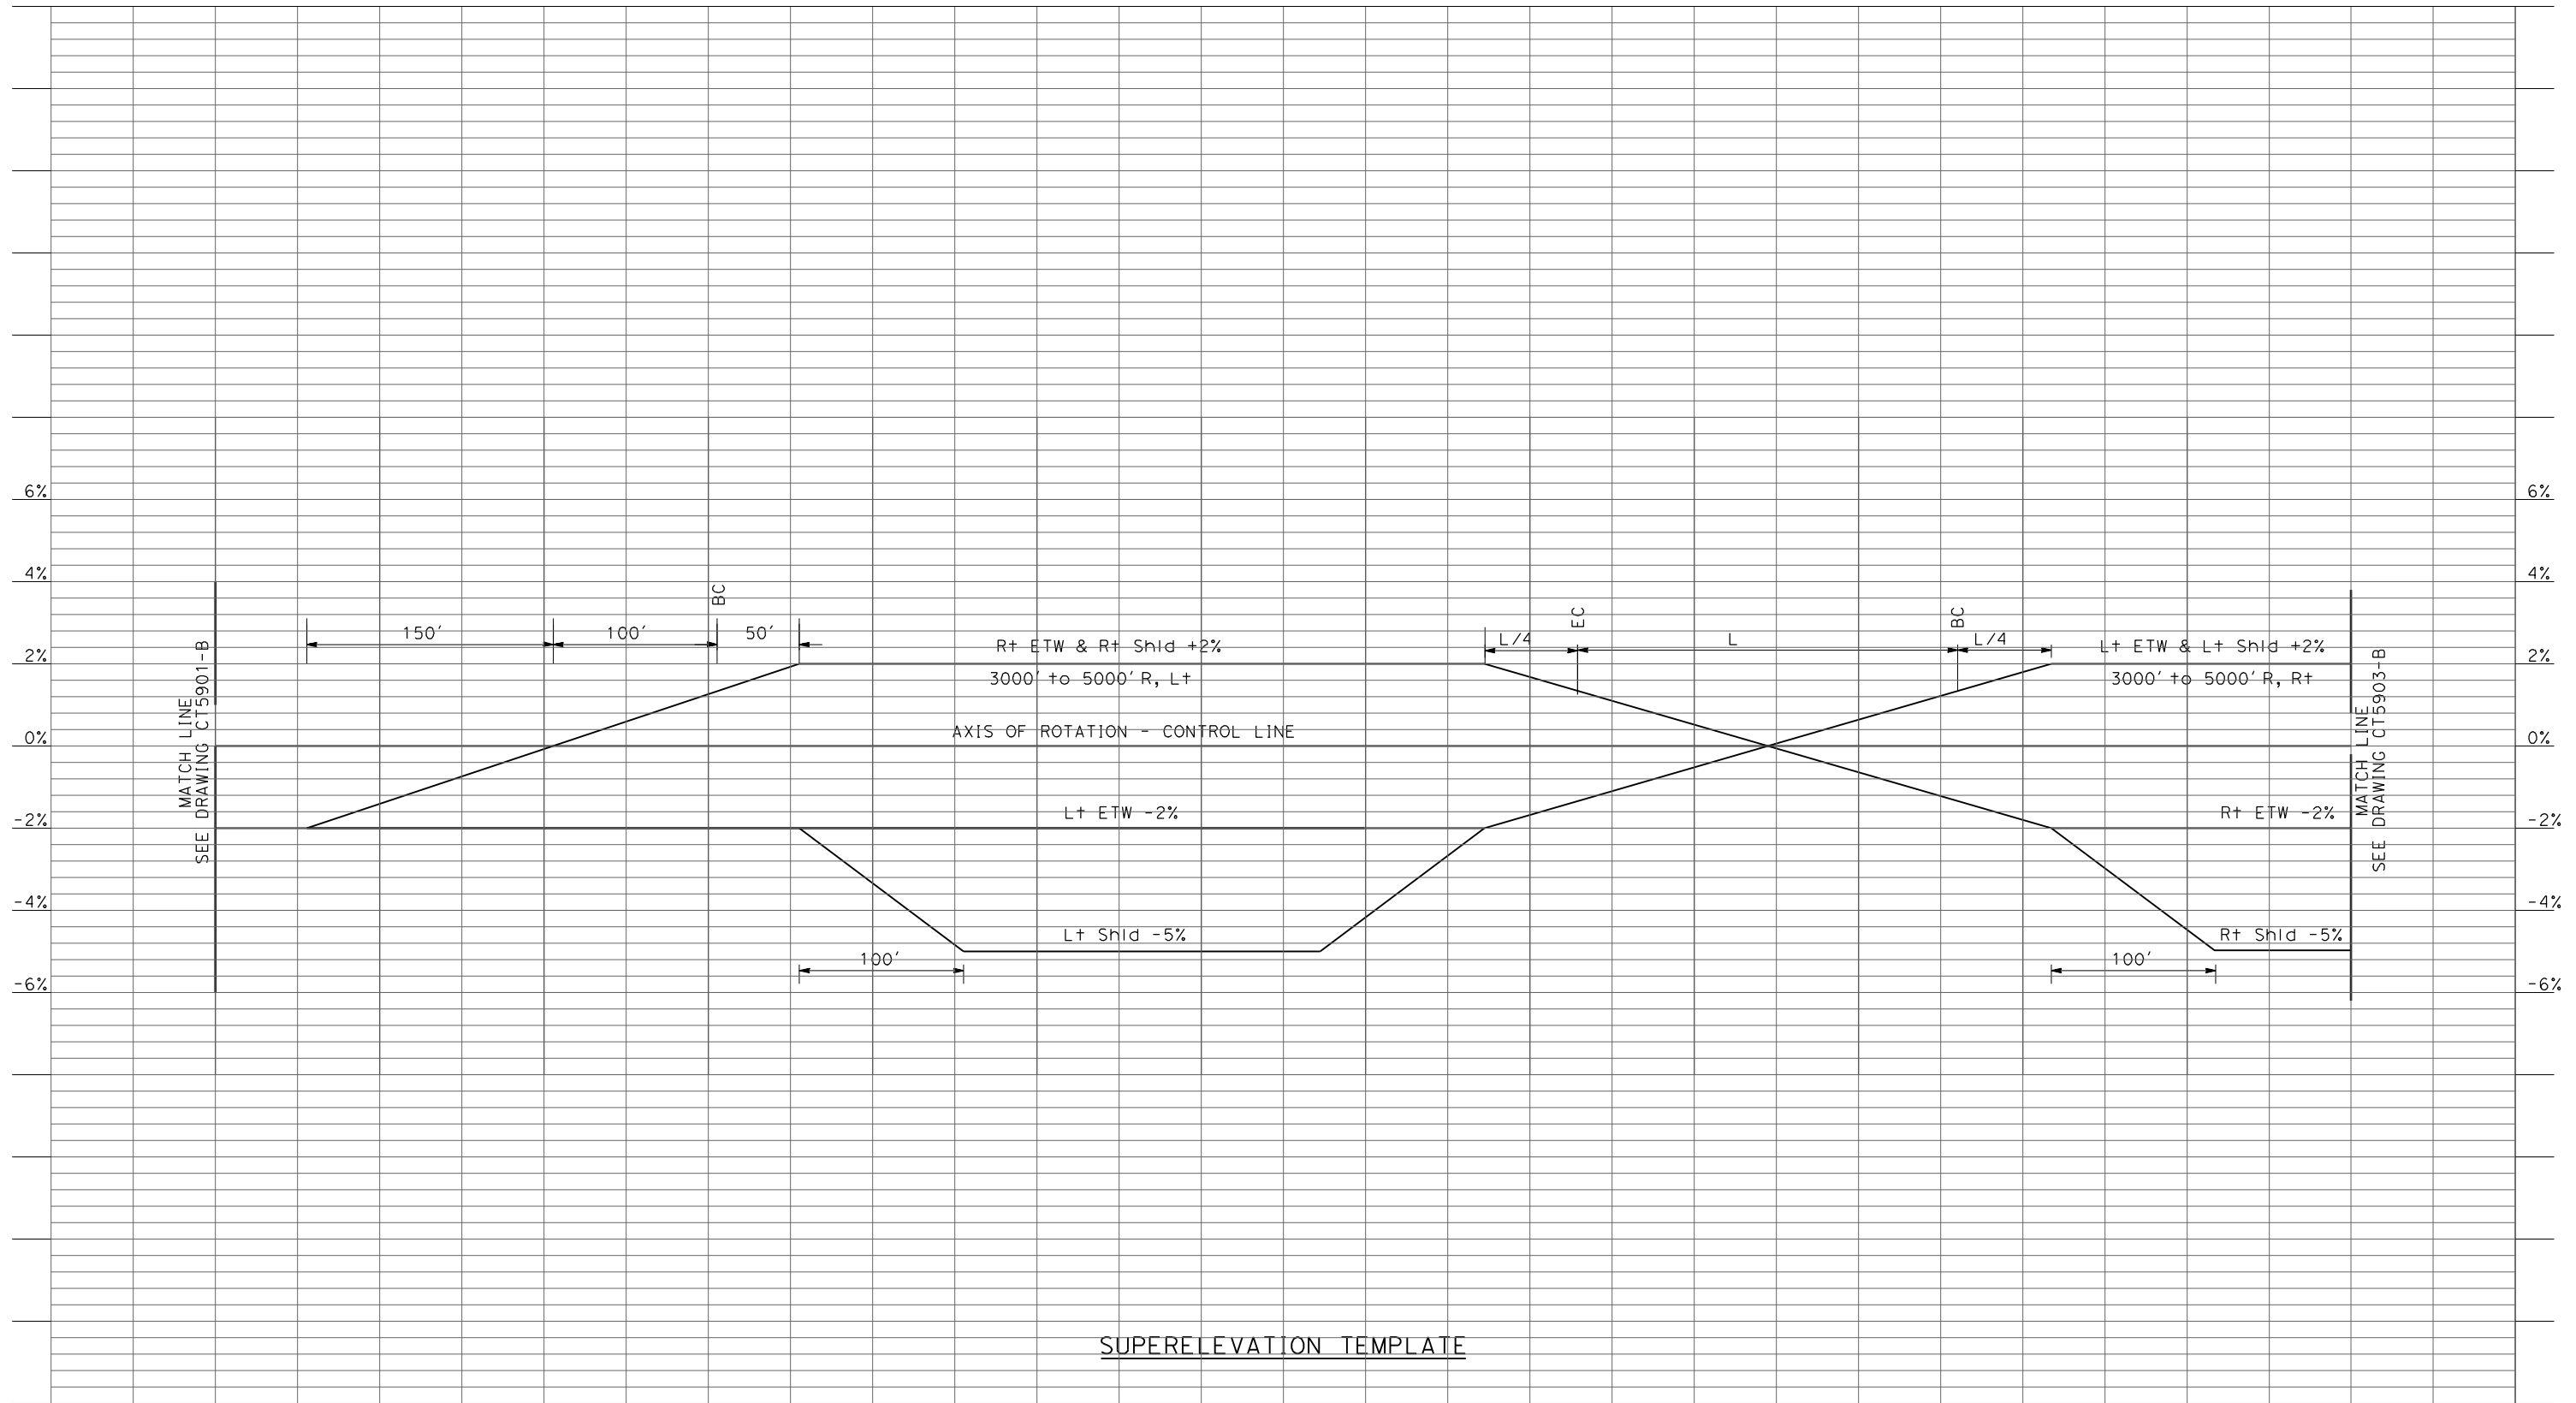 6%
6%
4%
4%
BC
EC
BC
150'
100'
50'
L/4
L
L/4
Rt ETW & Rt Shld +2%
Lt ETW & Lt Shld +2%
2%
2%
3000' to 5000' R, Lt
3000' to 5000' R, Rt
MATCH LINE
SEE DRAWING CT5901-B
AXIS OF ROTATION - CONTROL LINE
MATCH LINE
SEE DRAWING CT5903-B
0%
0%
Lt ETW -2%
Rt ETW -2%
-2%
-2%
-4%
-4%
Lt Shld -5%
Rt Shld -5%
100'
100'
-6%
-6%
SUPERELEVATION TEMPLATE